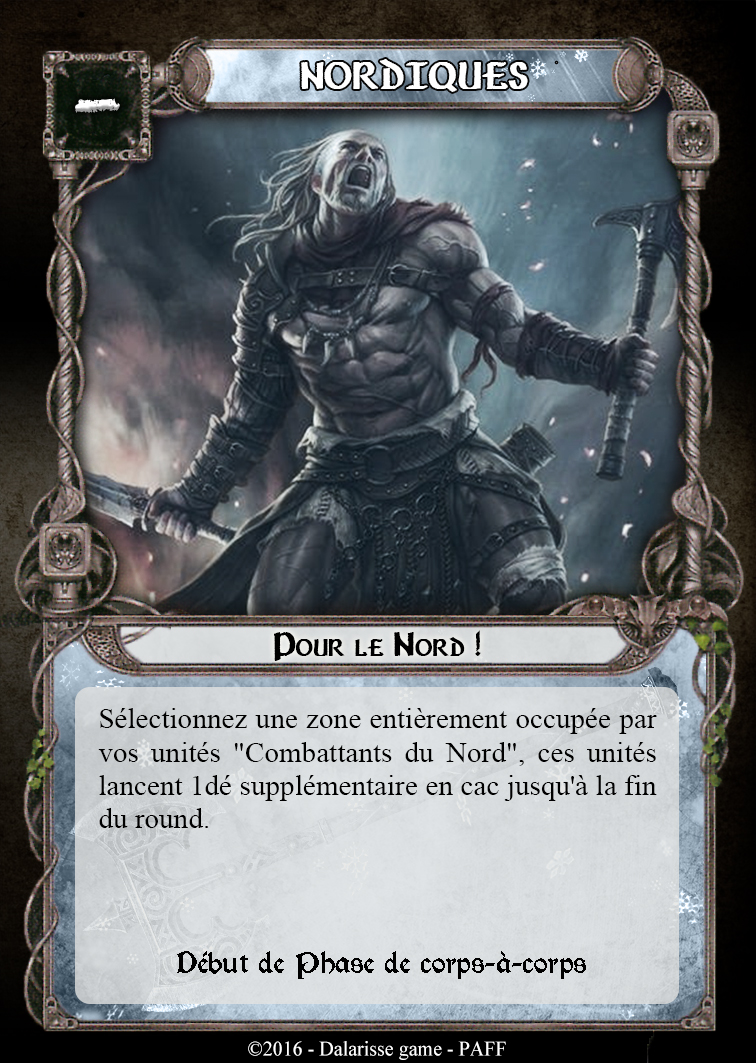 NORDIQUES
-
Pour le Nord !
Sélectionnez une zone entièrement occupée par
vos unités "Combattants du Nord", ces unités
lancent 1dé supplémentaire en cac jusqu'à la fin
du round.
Début de Phase de corps-à-corps
©2016 - Dalarisse game - PAFF